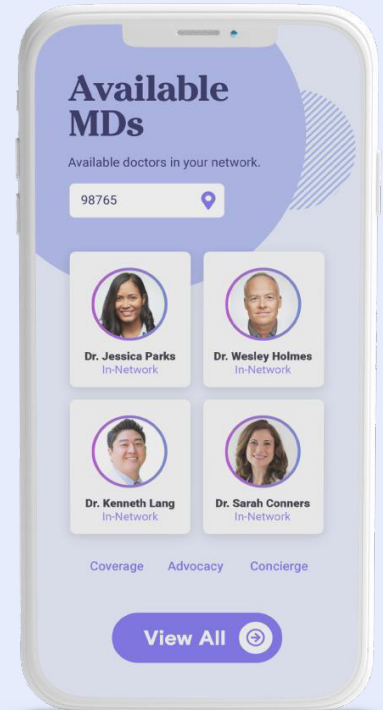 Available
MDs
Available doctors in your network.
98765
Dr. Jessica Parks
In-Network
Dr. Wesley Holmes
In-Network
Dr. Kenneth Lang
In-Network
Dr. Sarah Conners
In-Network
Coverage Advocacy Concierge
View All